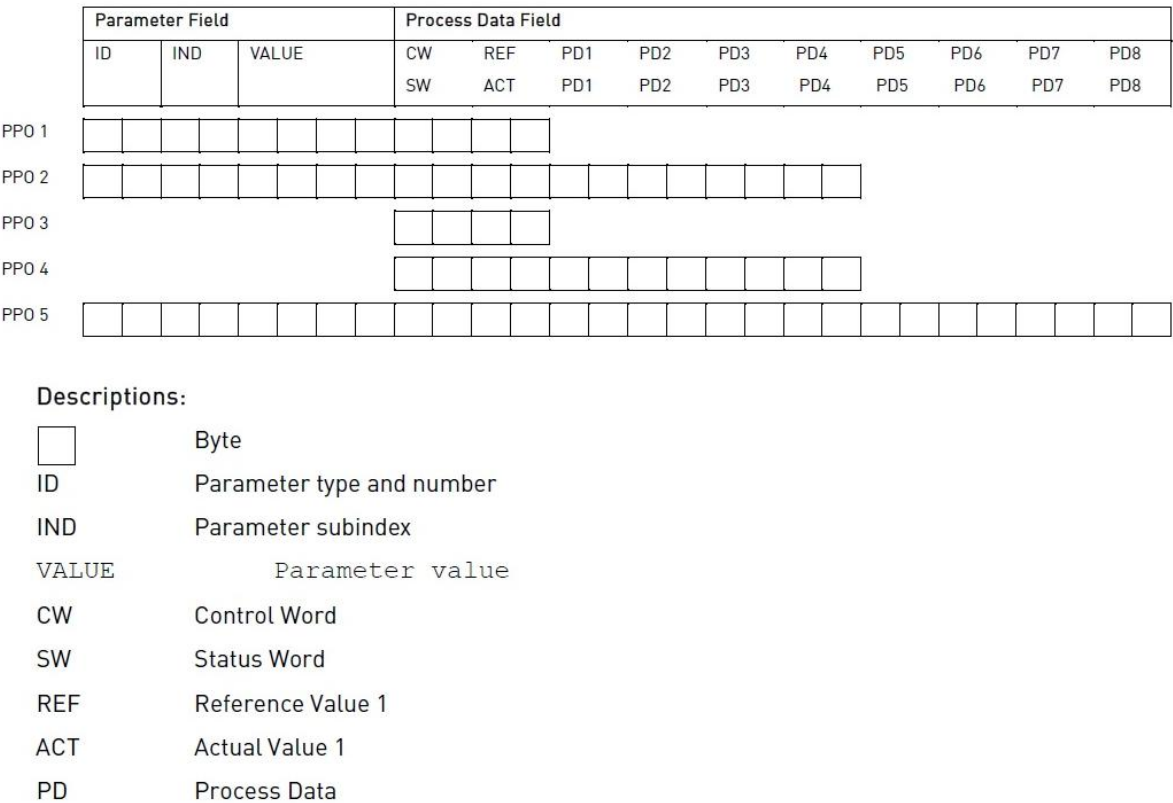 Parameter Field Process Data Field
ID IND VALUE CW REF PD1 PD2 PD3 PD4 PD5 PD6 PD7 PD8
SW ACT PD1 PD2 PD3 PD4 PD5 PD6 PD7 PD8
PPO 1
PPO 2
PPO 3
PPO 4
PPO 5
Descriptions:
Byte
ID Parameter type and number
IND Parameter subindex
VALUE Parameter value
CW Control Word
SW Status Word
REF Reference Value 1
ACT Actual Value 1
PD Process Data